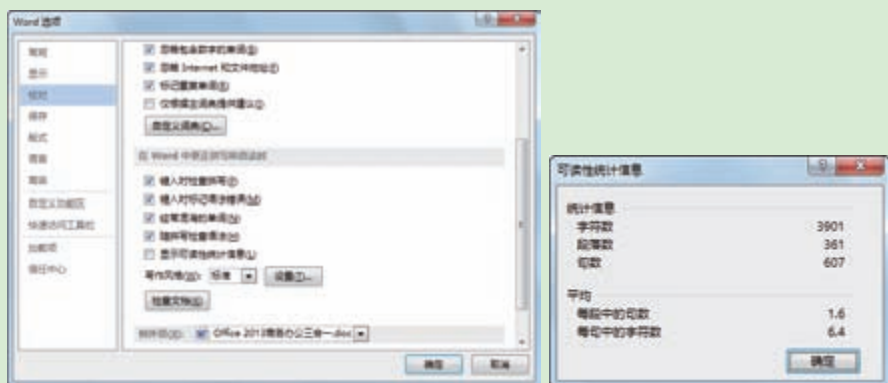 Word 选项
常规
显示
校对
保存
版式
语言
高级
自定义功能区
快速访问工具栏
加载项
信任中心
忽略包含数字的单词(B)
忽略 Internet 和文件地址(F)
标记重复单词(R)
仅根据主词典提供建议(I)
自定义词典(C)...
在 Word 中更正拼写和语法时
键入时检查拼写(P)
键入时标记语法错误(M)
经常混淆的单词(N)
随拼写检查语法(H)
显示可读性统计信息(L)
写作风格(W): 标准 设置(T)...
检查文档(K)
例外项(X): Office 2013高效办公三合一.doc
确定 取消
可读性统计信息
统计信息
字符数 3901
段落数 361
句数 607
平均
每段中的句数 1.6
每句中的字符数 6.4
确定